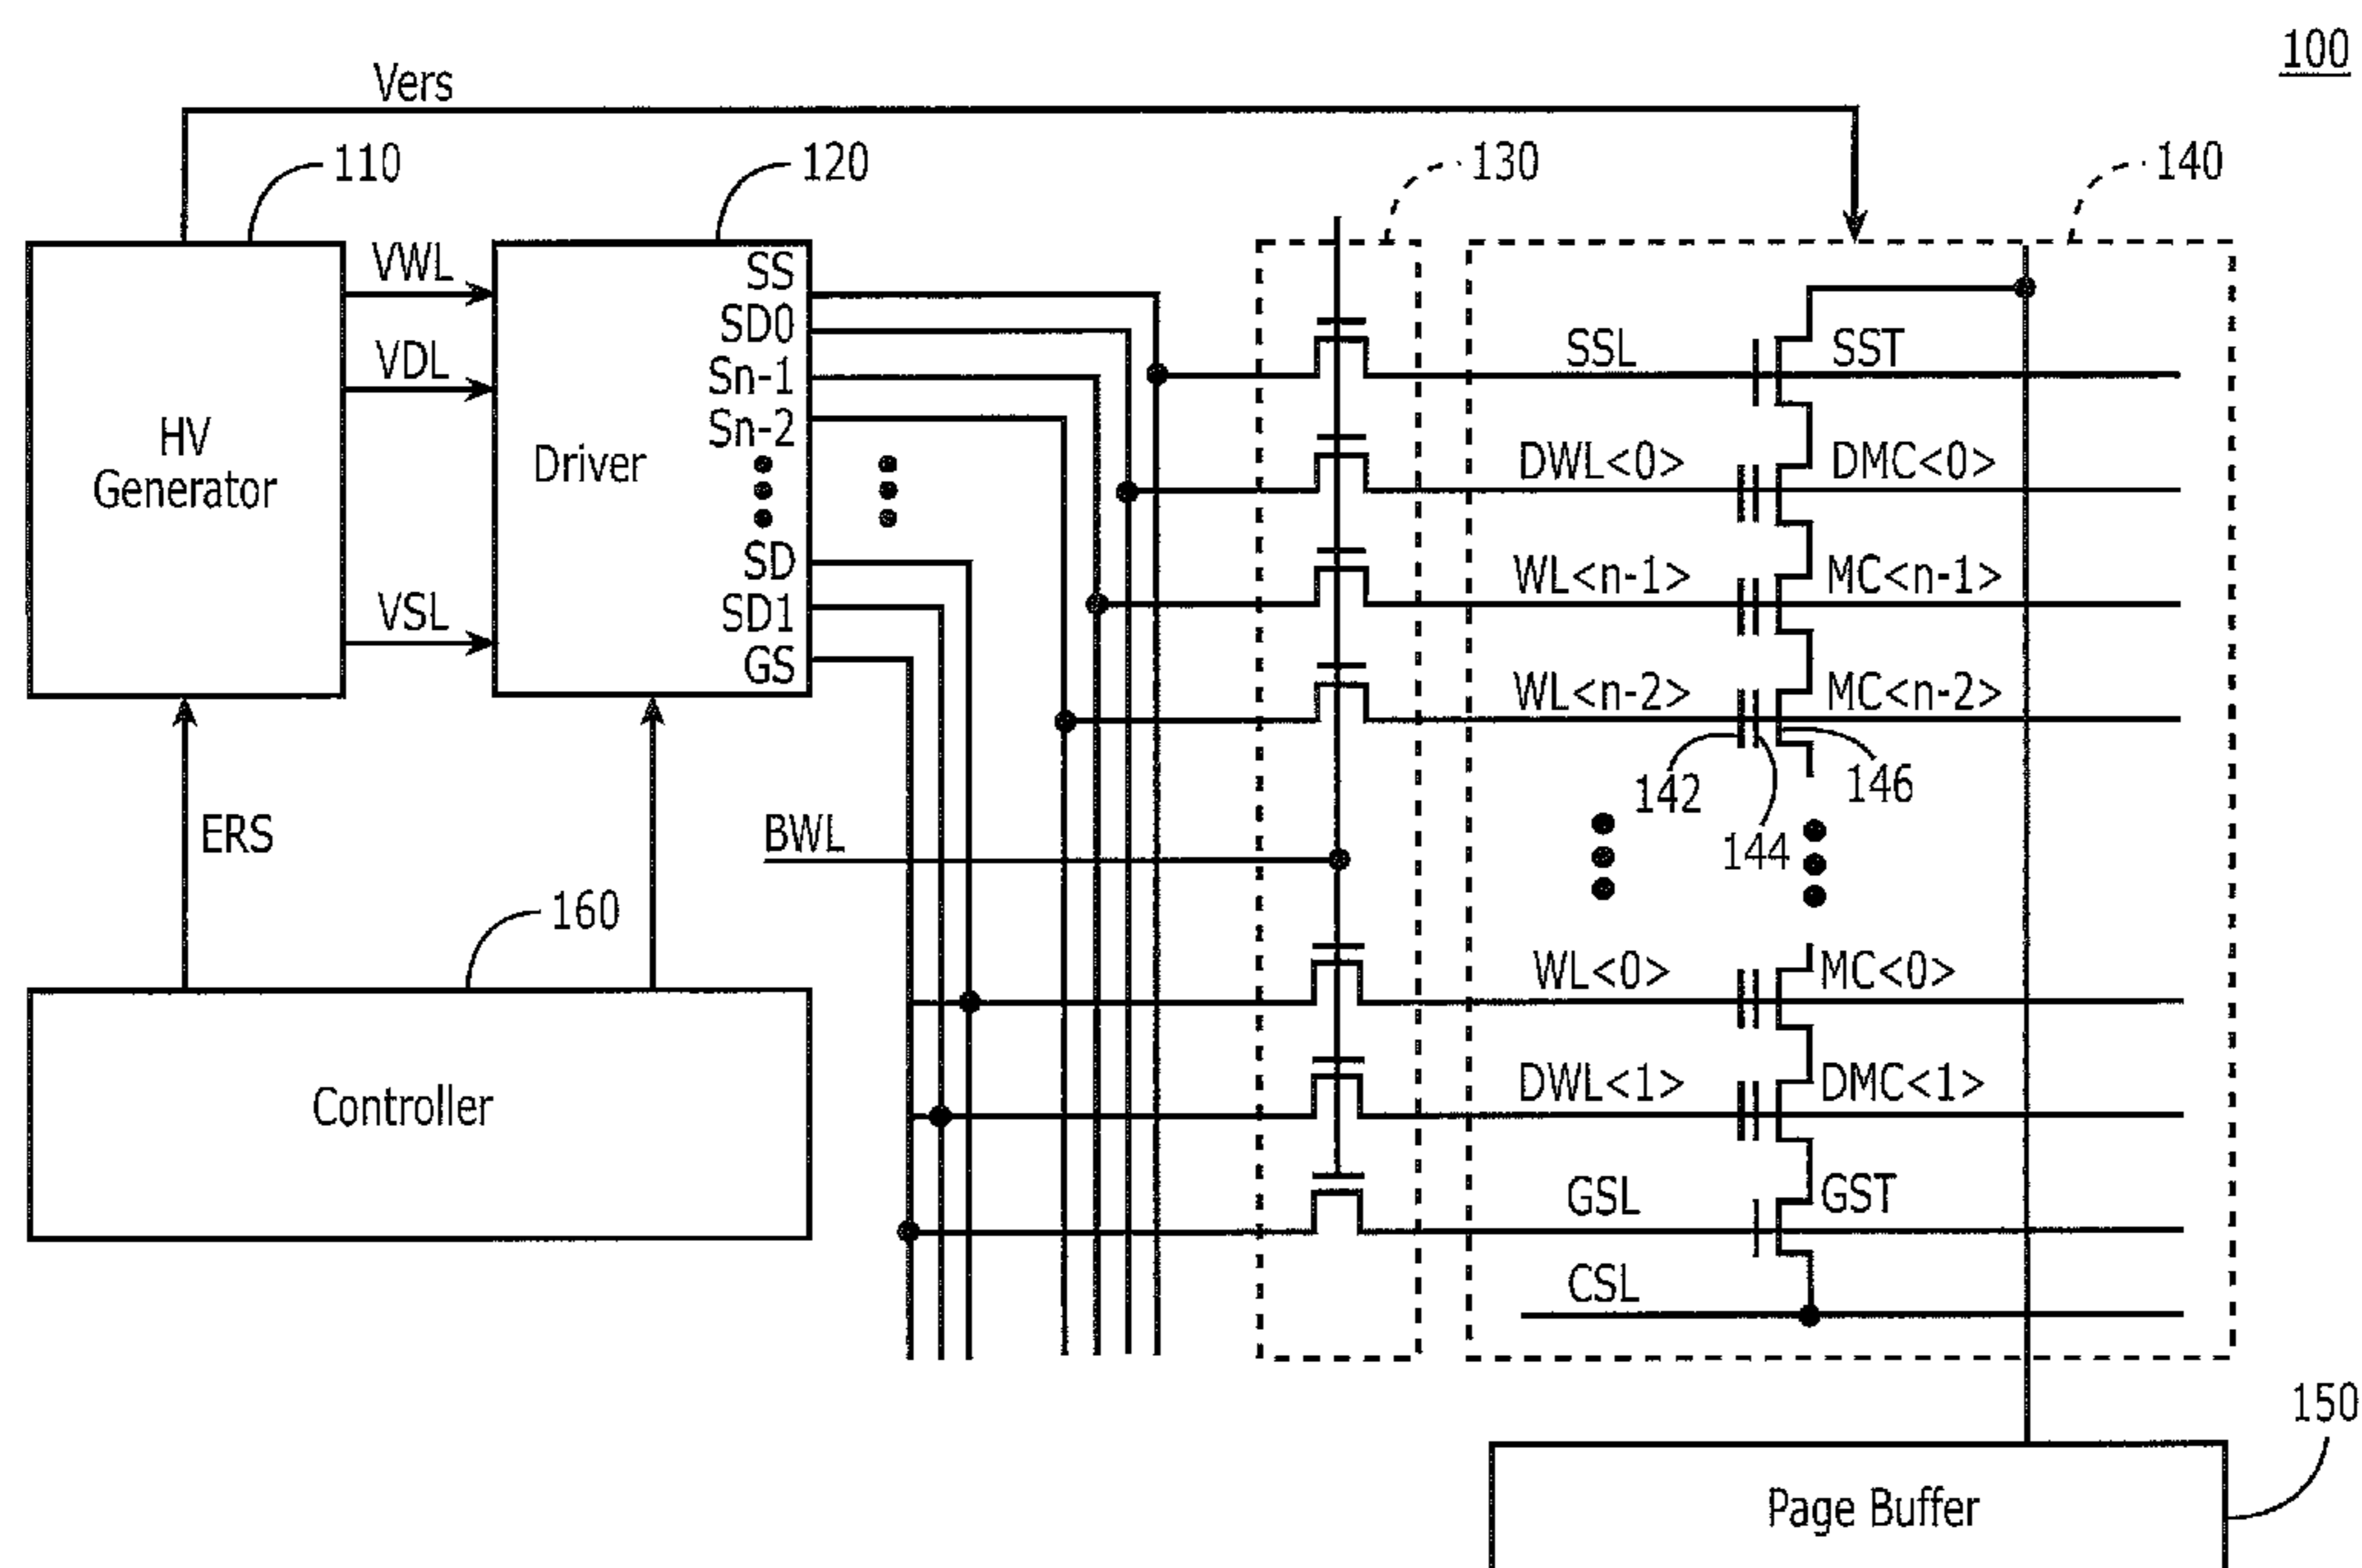 100
Vers
110
120
130
140
VWL
VDL
VSL
HV
Generator
Driver
SS
SD0
Sn-1
Sn-2
SD
SD1
GS
SSL
SST
DWL<0>
DMC<0>
WL<n-1>
MC<n-1>
WL<n-2>
MC<n-2>
142
144
146
ERS
BWL
160
Controller
WL<0>
MC<0>
DWL<1>
DMC<1>
GSL
GST
CSL
150
Page Buffer